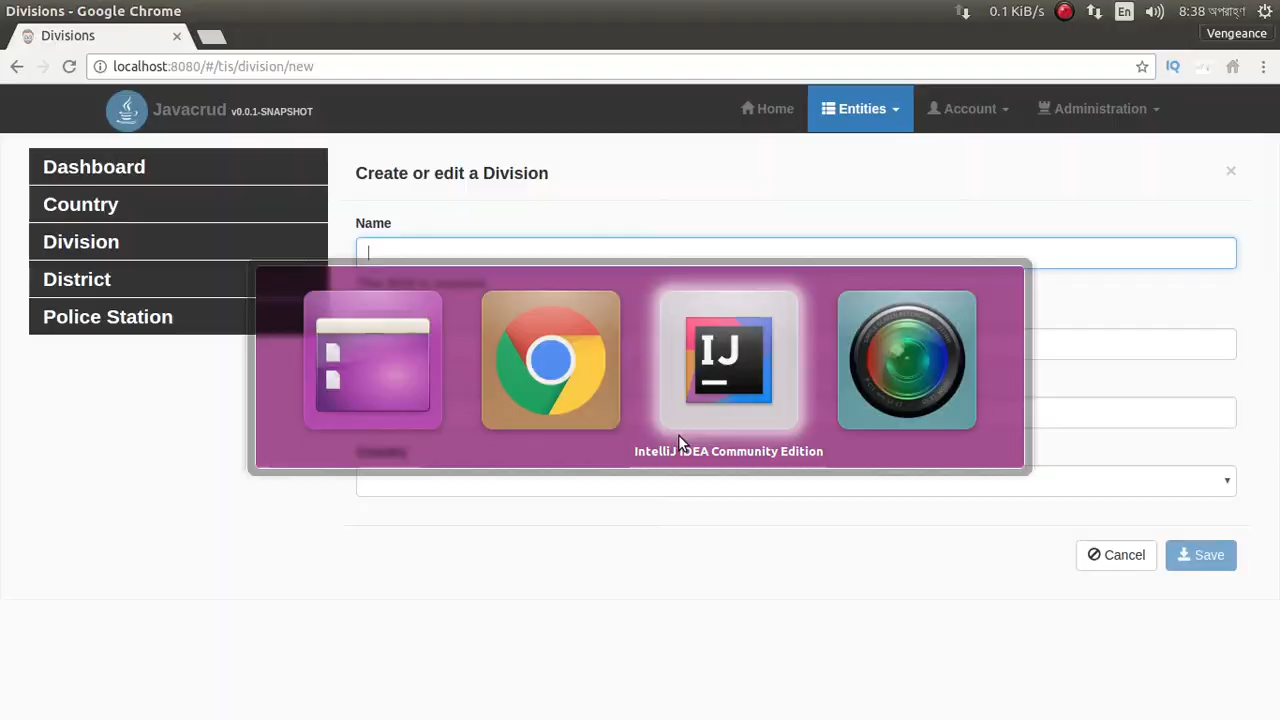 Divisions - Google Chrome
0.1 KiB/s
En
8:38 অপরাহ্ণ
Divisions
Vengeance
localhost:8080/#/tis/division/new
IQ
Javacrud v0.0.1-SNAPSHOT
Home
Entities
Account
Administration
Dashboard
Country
Division
District
Police Station
Create or edit a Division
×
Name
IJ
IntelliJ IDEA Community Edition
Country
Cancel
Save